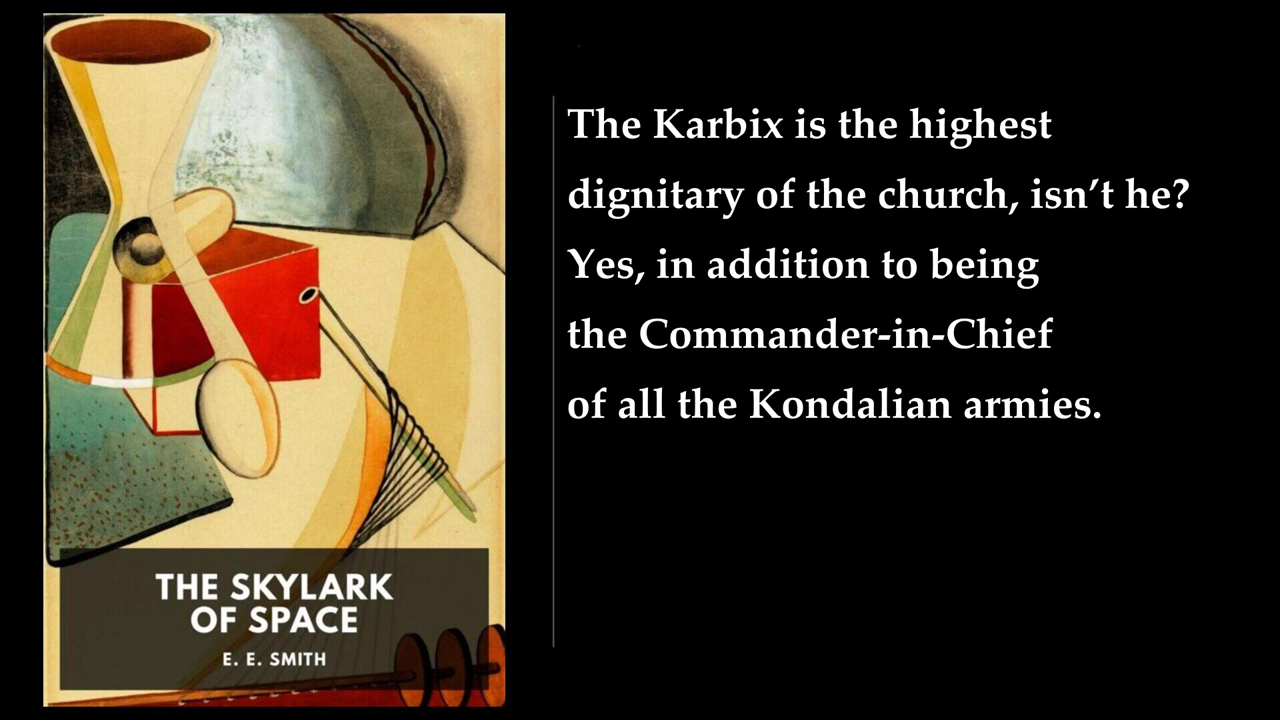 THE SKYLARK
OF SPACE
E. E. SMITH
The Karbix is the highest
dignitary of the church, isn’t he?
Yes, in addition to being
the Commander-in-Chief
of all the Kondalian armies.